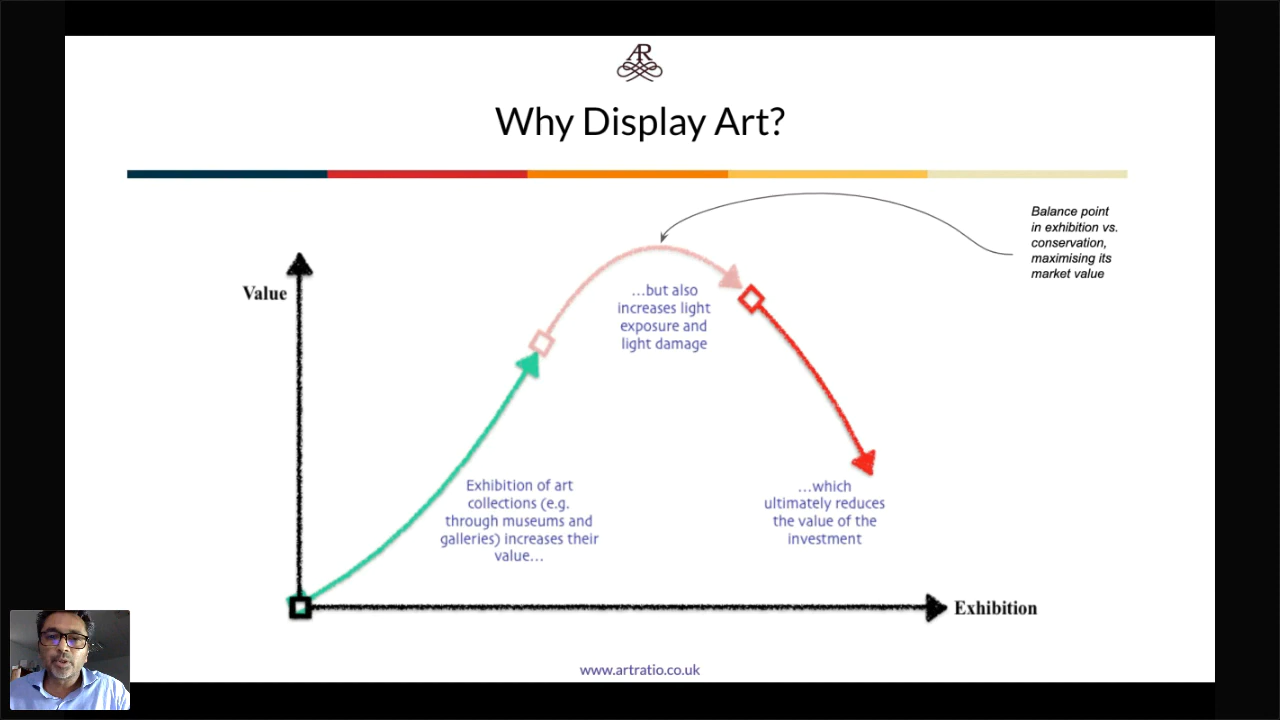 AR
Why Display Art?
Balance point
in exhibition vs.
conservation,
maximising its
market value
Value
...but also
increases light
exposure and
light damage
Exhibition of art
collections (e.g.
through museums and
galleries) increases their
value...
...which
ultimately reduces
the value of the
investment
Exhibition
www.artratio.co.uk